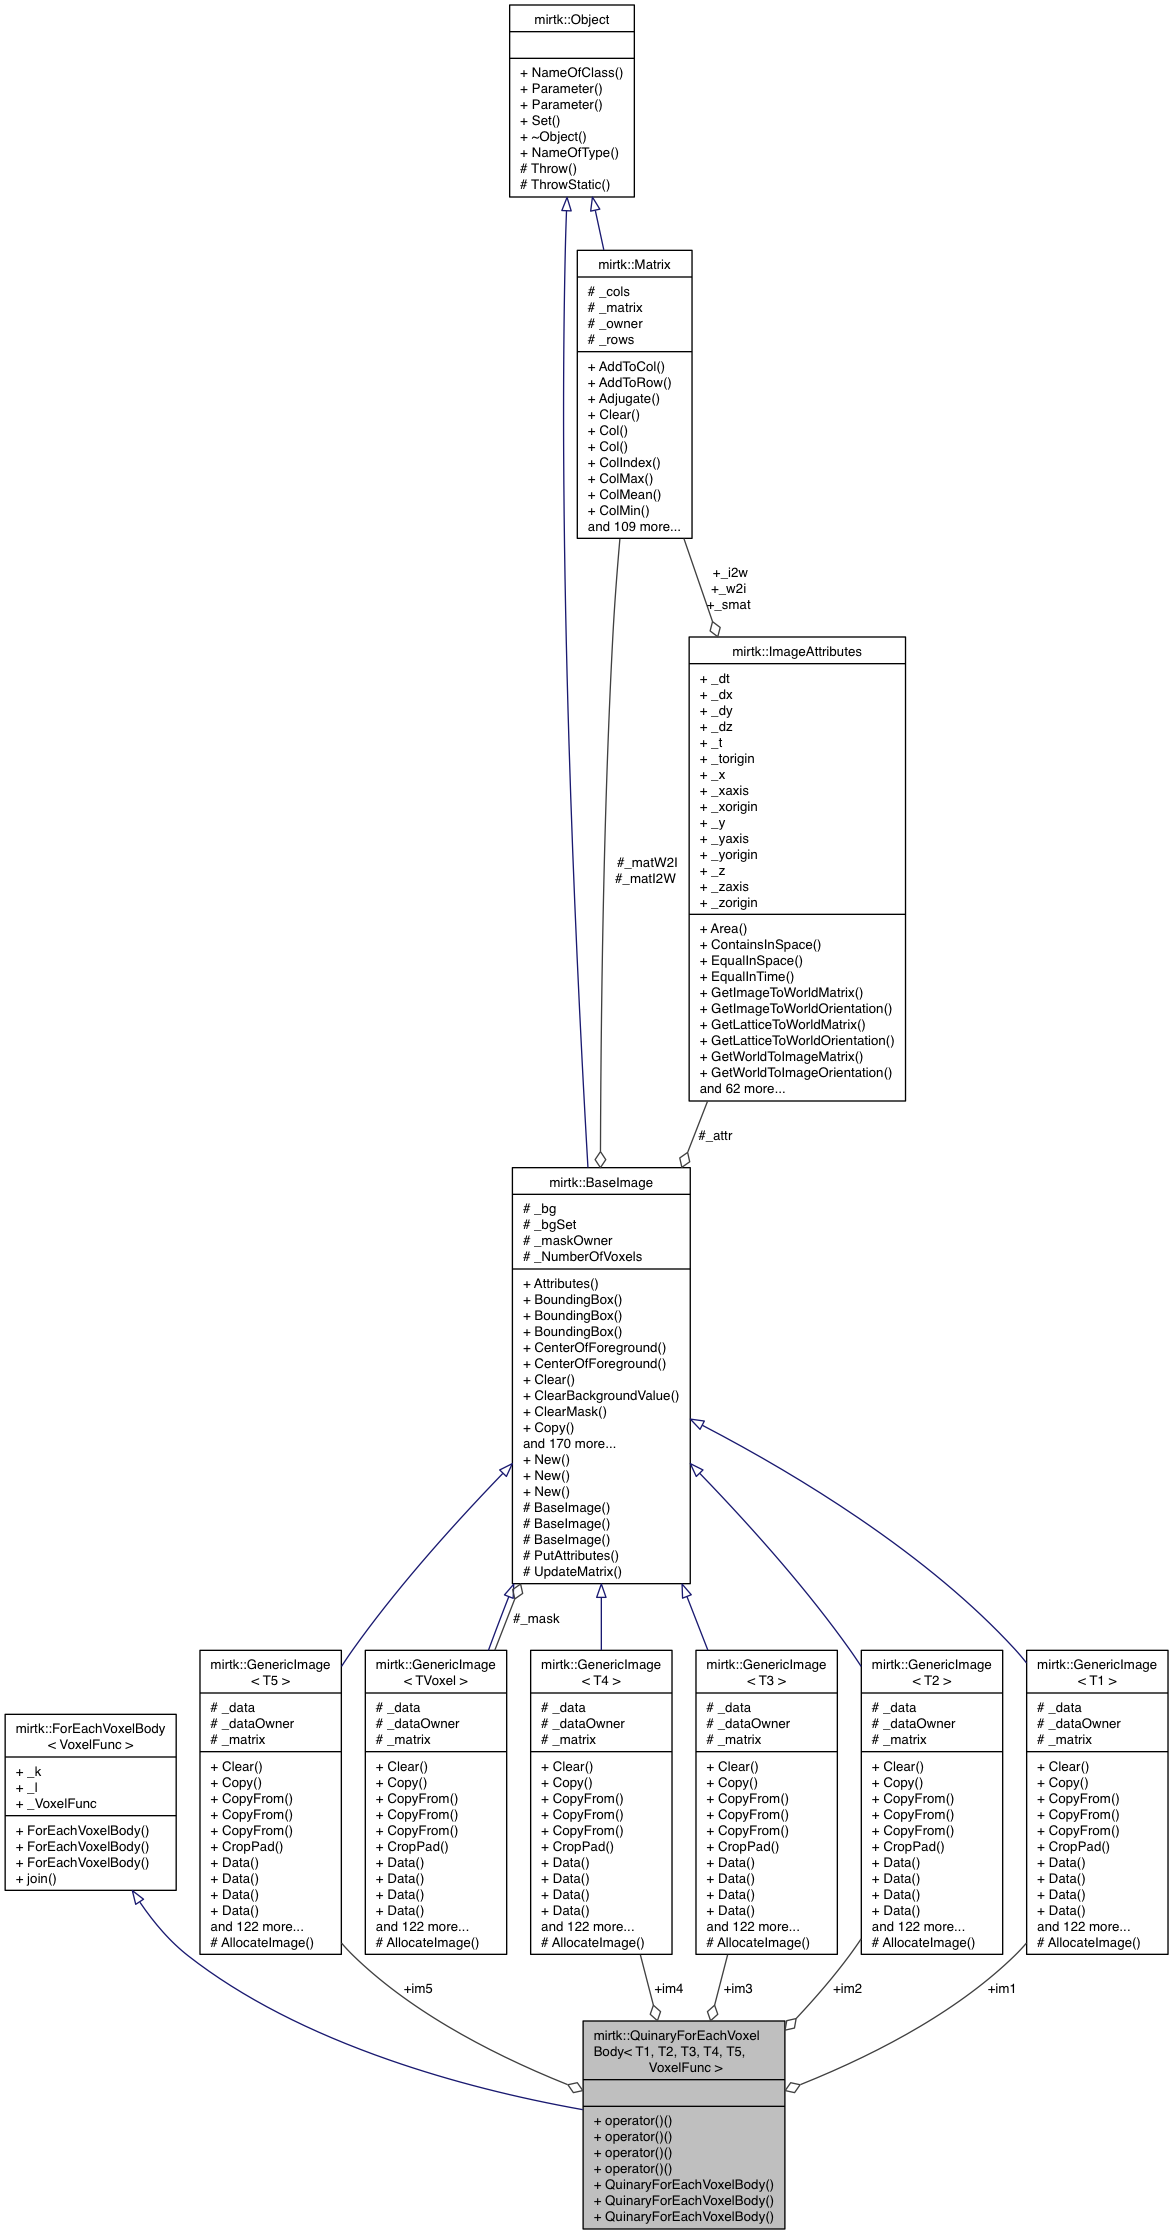 mirtk::Object
+ NameOfClass()
+ Parameter()
+ Parameter()
+ Set()
+ ~Object()
+ NameOfType()
# Throw()
# ThrowStatic()
mirtk::Matrix
# _cols
# _matrix
# _owner
# _rows
+ AddToCol()
+ AddToRow()
+ Adjugate()
+ Clear()
+ Col()
+ Col()
+ ColIndex()
+ ColMax()
+ ColMean()
+ ColMin()
and 109 more...
+_i2w
+_w2i
+_smat
mirtk::ImageAttributes
+ _dt
+ _dx
+ _dy
+ _dz
+ _t
+ _torigin
+ _x
+ _xaxis
+ _xorigin
+ _y
+ _yaxis
+ _yorigin
+ _z
+ _zaxis
+ _zorigin
+ Area()
+ ContainsInSpace()
+ EqualInSpace()
+ EqualInTime()
+ GetImageToWorldMatrix()
+ GetImageToWorldOrientation()
+ GetLatticeToWorldMatrix()
+ GetLatticeToWorldOrientation()
+ GetWorldToImageMatrix()
+ GetWorldToImageOrientation()
and 62 more...
#_matW2I
#_matI2W
#_attr
mirtk::BaseImage
# _bg
# _bgSet
# _maskOwner
# _NumberOfVoxels
+ Attributes()
+ BoundingBox()
+ BoundingBox()
+ BoundingBox()
+ CenterOfForeground()
+ CenterOfForeground()
+ Clear()
+ ClearBackgroundValue()
+ ClearMask()
+ Copy()
and 170 more...
+ New()
+ New()
+ New()
# BaseImage()
# BaseImage()
# BaseImage()
# PutAttributes()
# UpdateMatrix()
#_mask
mirtk::ForEachVoxelBody
< VoxelFunc >
+ _k
+ _l
+ _VoxelFunc
+ ForEachVoxelBody()
+ ForEachVoxelBody()
+ ForEachVoxelBody()
+ join()
mirtk::GenericImage
< T5 >
# _data
# _dataOwner
# _matrix
+ Clear()
+ Copy()
+ CopyFrom()
+ CopyFrom()
+ CopyFrom()
+ CropPad()
+ Data()
+ Data()
+ Data()
+ Data()
and 122 more...
# AllocateImage()
mirtk::GenericImage
< TVoxel >
# _data
# _dataOwner
# _matrix
+ Clear()
+ Copy()
+ CopyFrom()
+ CopyFrom()
+ CopyFrom()
+ CropPad()
+ Data()
+ Data()
+ Data()
+ Data()
and 122 more...
# AllocateImage()
mirtk::GenericImage
< T4 >
# _data
# _dataOwner
# _matrix
+ Clear()
+ Copy()
+ CopyFrom()
+ CopyFrom()
+ CopyFrom()
+ CropPad()
+ Data()
+ Data()
+ Data()
+ Data()
and 122 more...
# AllocateImage()
mirtk::GenericImage
< T3 >
# _data
# _dataOwner
# _matrix
+ Clear()
+ Copy()
+ CopyFrom()
+ CopyFrom()
+ CopyFrom()
+ CropPad()
+ Data()
+ Data()
+ Data()
+ Data()
and 122 more...
# AllocateImage()
mirtk::GenericImage
< T2 >
# _data
# _dataOwner
# _matrix
+ Clear()
+ Copy()
+ CopyFrom()
+ CopyFrom()
+ CopyFrom()
+ CropPad()
+ Data()
+ Data()
+ Data()
+ Data()
and 122 more...
# AllocateImage()
mirtk::GenericImage
< T1 >
# _data
# _dataOwner
# _matrix
+ Clear()
+ Copy()
+ CopyFrom()
+ CopyFrom()
+ CopyFrom()
+ CropPad()
+ Data()
+ Data()
+ Data()
+ Data()
and 122 more...
# AllocateImage()
+im5
+im4
+im3
+im2
+im1
mirtk::QuinaryForEachVoxel
Body< T1, T2, T3, T4, T5,
VoxelFunc >
+ operator()()
+ operator()()
+ operator()()
+ operator()()
+ QuinaryForEachVoxelBody()
+ QuinaryForEachVoxelBody()
+ QuinaryForEachVoxelBody()